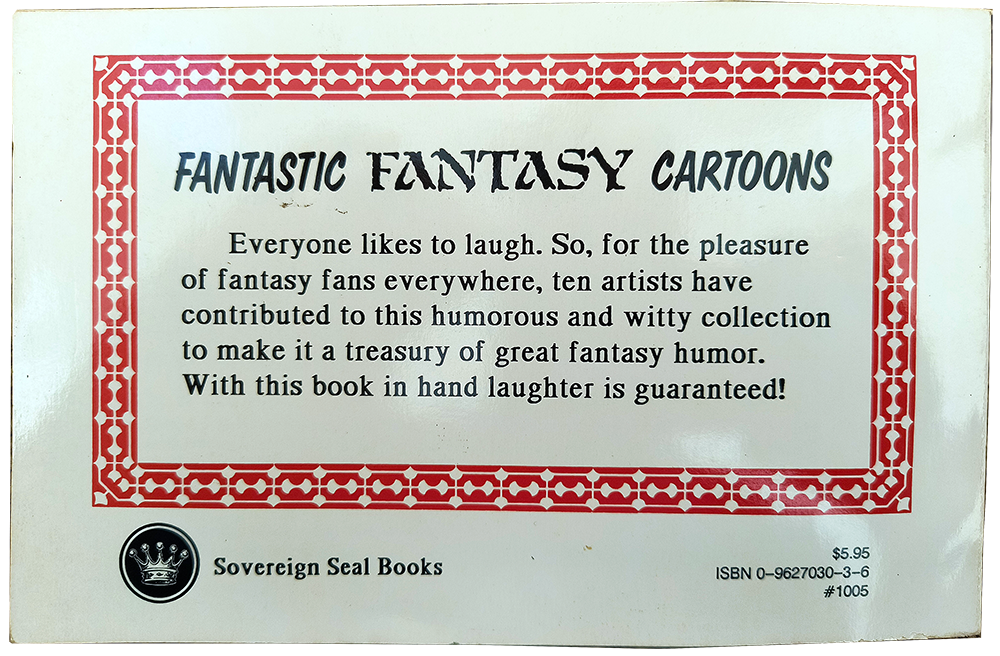 FANTASTIC FANTASY CARTOONS
Everyone likes to laugh. So, for the pleasure
of fantasy fans everywhere, ten artists have
contributed to this humorous and witty collection
to make it a treasury of great fantasy humor.
With this book in hand laughter is guaranteed!
Sovereign Seal Books
$5.95
ISBN 0–9627030–3–6
#1005